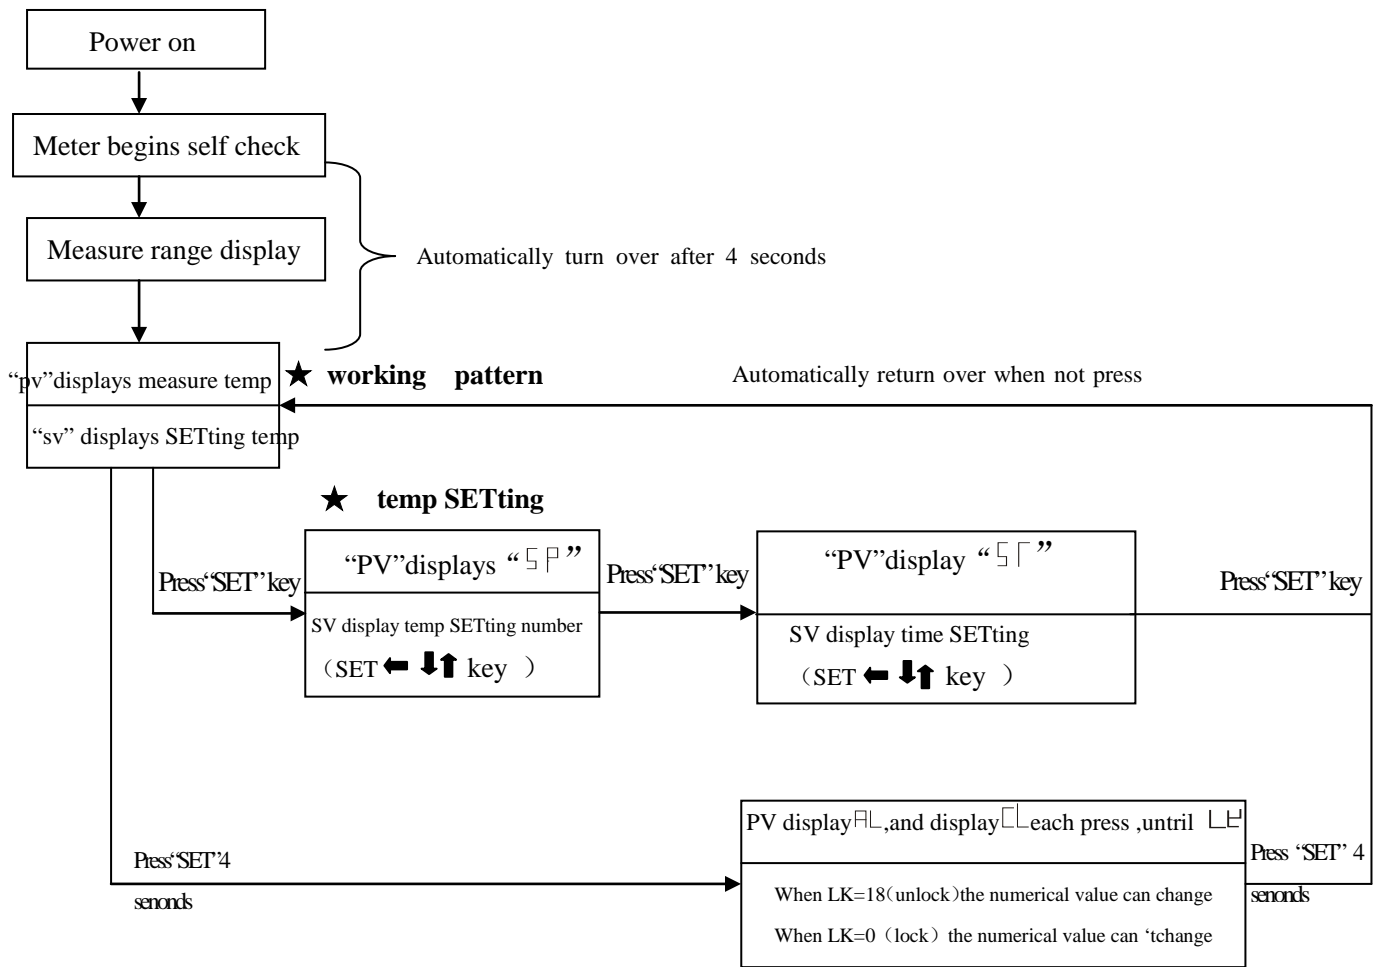 Power on
Meter begins self check
Measure range display
Automatically turn over after 4 seconds
“pv”displays measure temp
★ working pattern
Automatically return over when not press
“sv” displays SETting temp
★ temp SETting
“PV”displays “SP”
Press“SET”key
SV display temp SETting number
（SET ⬅ ⬇⬆ key ）
Press“SET”key
“PV”display “ST”
SV display time SETting
（SET ⬅ ⬇⬆ key ）
Press“SET”key
Press“SET”4
senonds
PV display AL,and display CL each press ,untril LK
When LK=18（unlock）the numerical value can change
When LK=0（lock）the numerical value can ‘tchange
Press “SET” 4
senonds